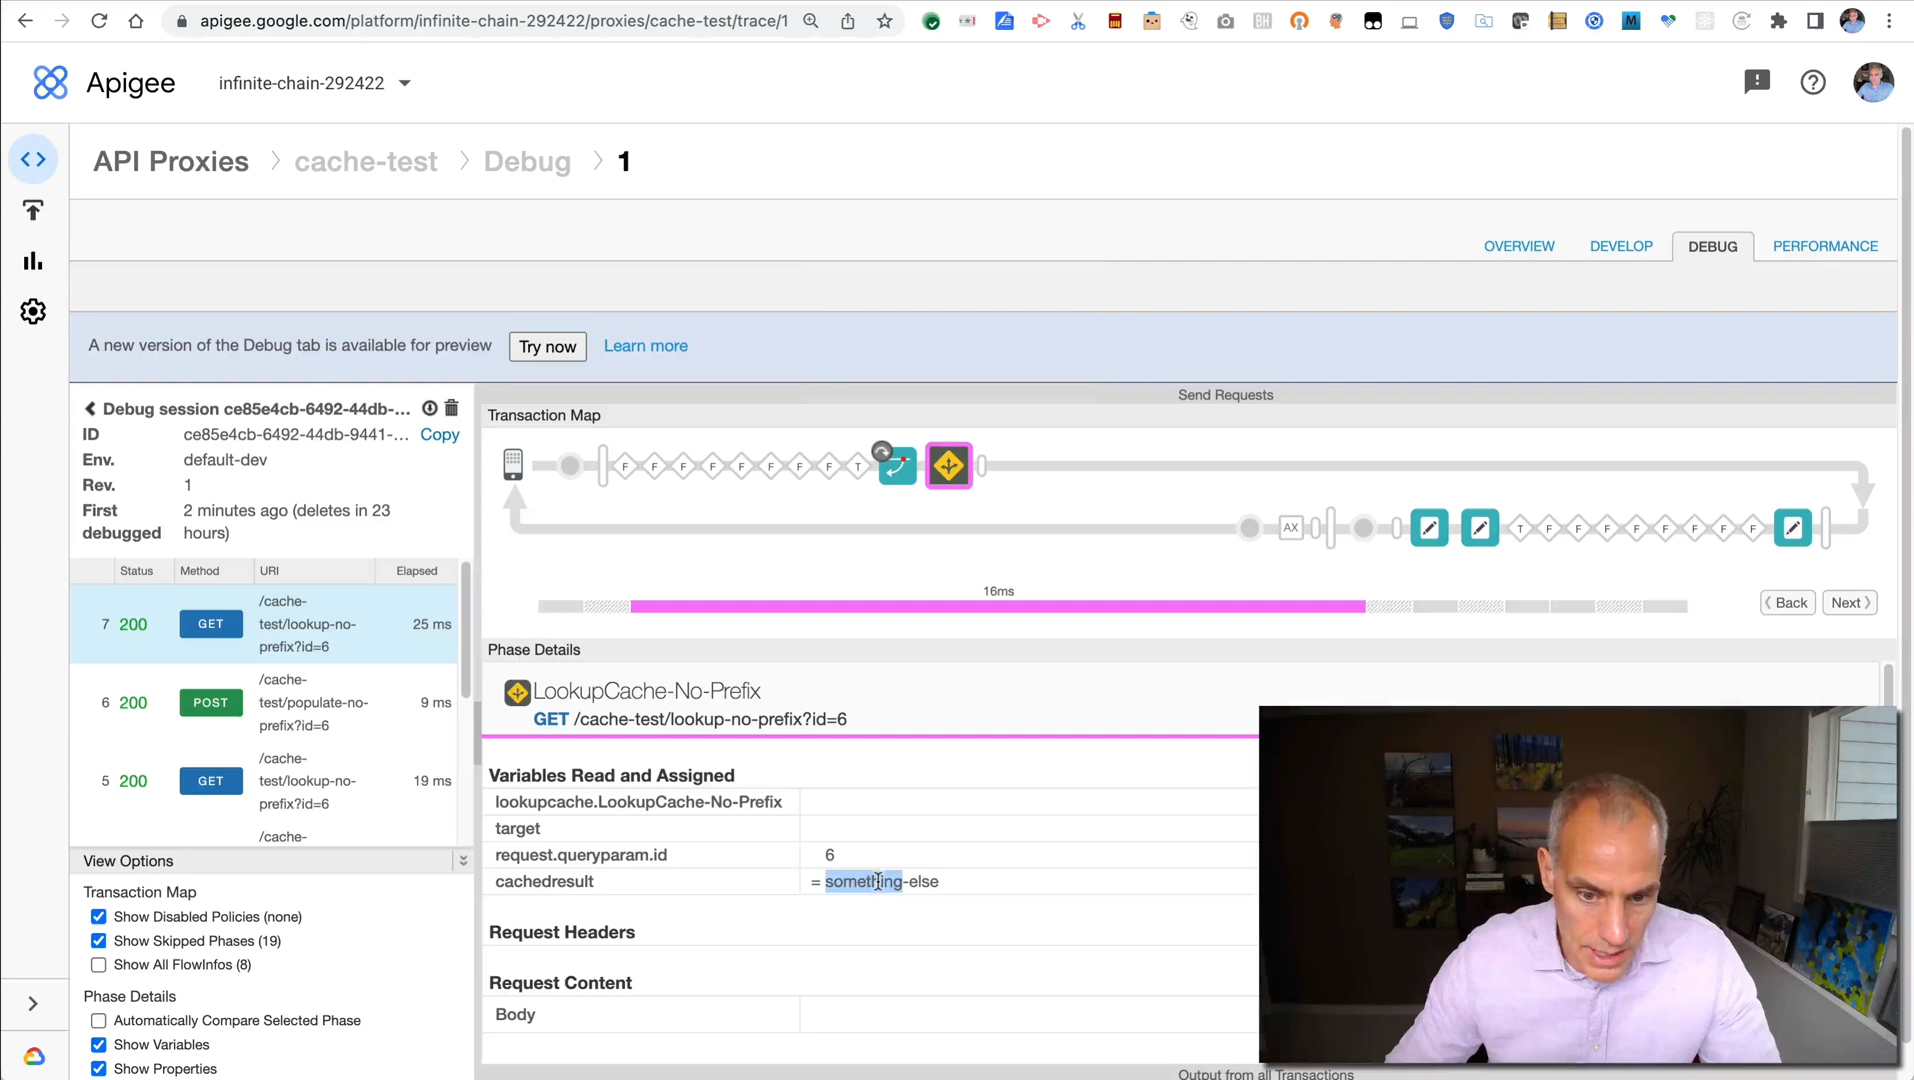 apigee.google.com/platform/infinite-chain-292422/proxies/cache-test/trace/1
Apigee
infinite-chain-292422
API Proxies
cache-test
Debug
1
OVERVIEW
DEVELOP
DEBUG
PERFORMANCE
A new version of the Debug tab is available for preview
Try now
Learn more
Send Requests
Debug session ce85e4cb-6492-44db-...
ID
ce85e4cb-6492-44db-9441-...
Copy
Env.
default-dev
Rev.
1
First debugged
2 minutes ago (deletes in 23 hours)
Transaction Map
F F F F F F F F T
AX
T F F F F F F F F
16ms
Back
Next
Status Method URI Elapsed
7 200 GET /cache-test/lookup-no-prefix?id=6 25 ms
6 200 POST /cache-test/populate-no-prefix?id=6 9 ms
5 200 GET /cache-test/lookup-no-prefix?id=6 19 ms
/cache-
View Options
Transaction Map
Show Disabled Policies (none)
Show Skipped Phases (19)
Show All FlowInfos (8)
Phase Details
Automatically Compare Selected Phase
Show Variables
Show Properties
Phase Details
LookupCache-No-Prefix
GET /cache-test/lookup-no-prefix?id=6
Variables Read and Assigned
lookupcache.LookupCache-No-Prefix
target
request.queryparam.id 6
cachedresult = something-else
Request Headers
Request Content
Body
Output from all Transactions